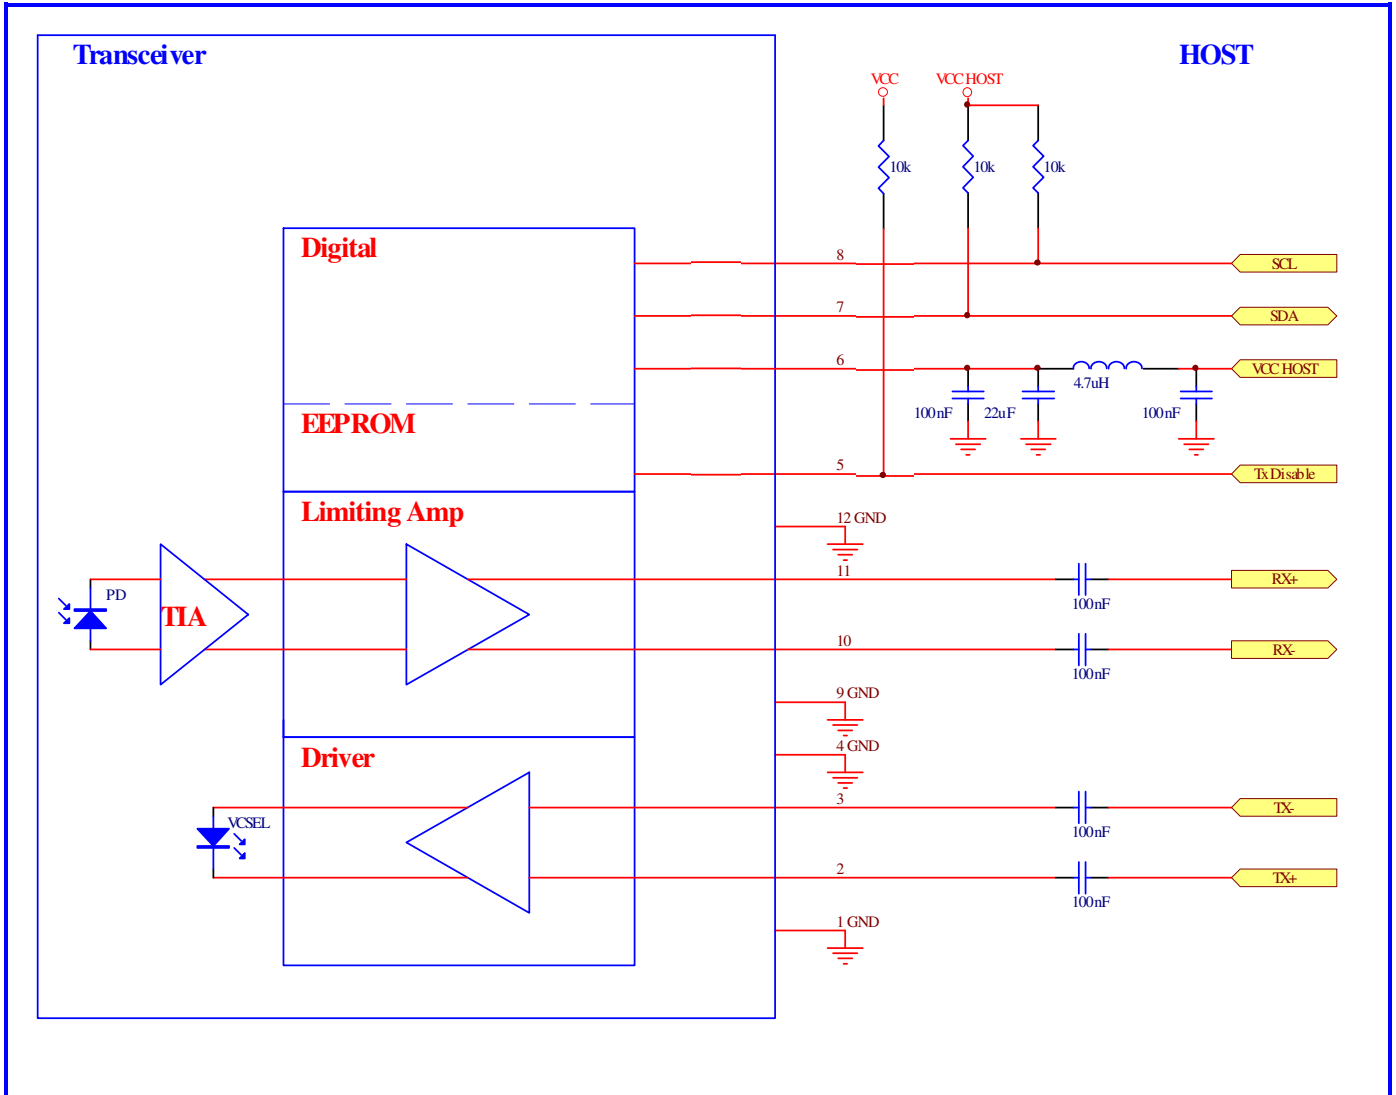 Transceiver
HOST
VCC
VCC HOST
10k
10k
10k
Digital
8
SCL
7
SDA
6
VCC HOST
4.7uH
100nF
22uF
100nF
EEPROM
5
Tx Disable
Limiting Amp
12 GND
11
RX+
PD
TIA
100nF
10
RX-
100nF
9 GND
4 GND
Driver
3
TX-
VCSEL
100nF
2
TX+
100nF
1 GND